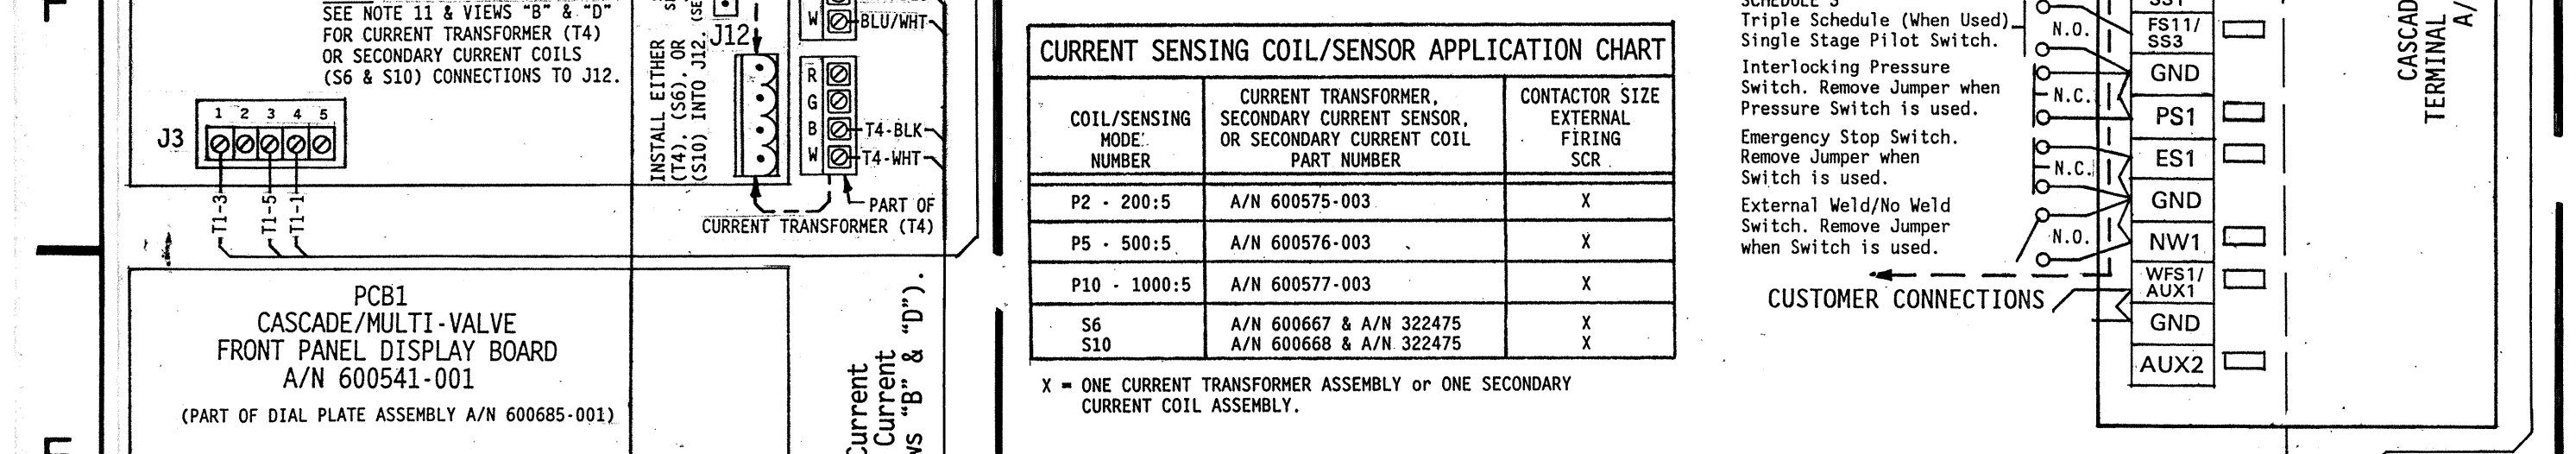 SEE NOTE 11 & VIEWS "B" & "D"
FOR CURRENT TRANSFORMER (T4)
OR SECONDARY CURRENT COILS
(S6 & S10) CONNECTIONS TO J12.
J3
1 2 3 4 5
T1-3
T1-5
T1-1
INSTALL EITHER
(T4), (S6), OR
(S10) INTO J12.
J12
W
BLU/WHT
R
G
B
W
T4-BLK
T4-WHT
PART OF
CURRENT TRANSFORMER (T4)
PCB1
CASCADE/MULTI-VALVE
FRONT PANEL DISPLAY BOARD
A/N 600541-001
(PART OF DIAL PLATE ASSEMBLY A/N 600685-001)
Current
Current
"B" & "D").
CURRENT SENSING COIL/SENSOR APPLICATION CHART
COIL/SENSING
MODE
NUMBER
CURRENT TRANSFORMER,
SECONDARY CURRENT SENSOR,
OR SECONDARY CURRENT COIL
PART NUMBER
CONTACTOR SIZE
EXTERNAL
FIRING
SCR
P2 - 200:5 A/N 600575-003 X
P5 - 500:5 A/N 600576-003 X
P10 - 1000:5 A/N 600577-003 X
S6 A/N 600667 & A/N 322475 X
S10 A/N 600668 & A/N 322475 X
X = ONE CURRENT TRANSFORMER ASSEMBLY or ONE SECONDARY
CURRENT COIL ASSEMBLY.
Triple Schedule (When Used)
Single Stage Pilot Switch.
N.O.
Interlocking Pressure
Switch. Remove Jumper when
Pressure Switch is used.
N.C.
Emergency Stop Switch.
Remove Jumper when
Switch is used.
N.C.
External Weld/No Weld
Switch. Remove Jumper
when Switch is used.
N.O.
CUSTOMER CONNECTIONS
SS1
FS11/
SS3
GND
PS1
ES1
GND
NW1
WFS1/
AUX1
GND
AUX2
CASCAD
TERMINAL
A/